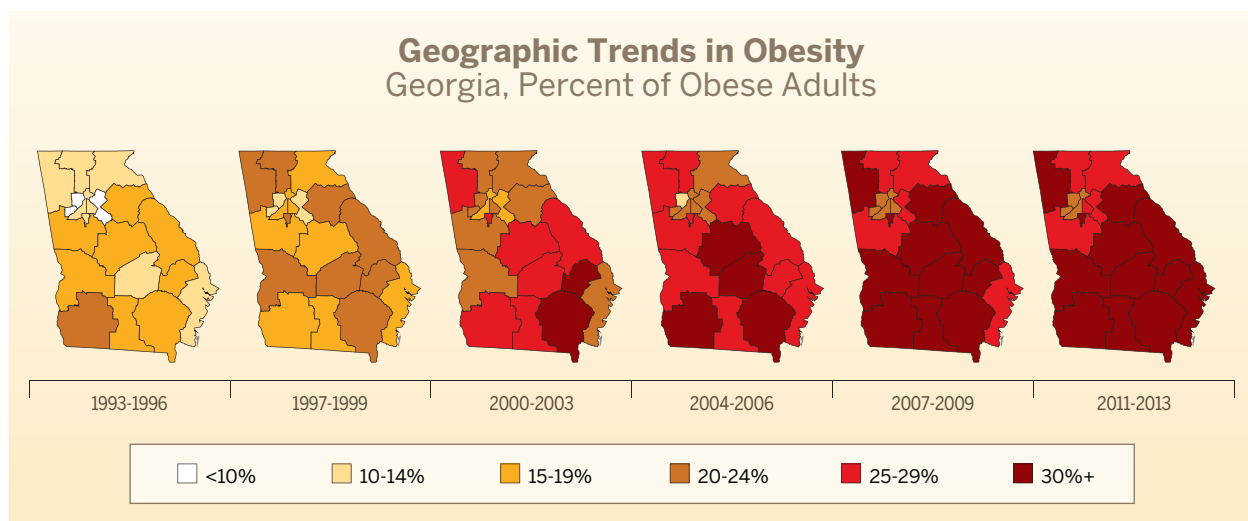 Geographic Trends in Obesity
Georgia, Percent of Obese Adults
1993-1996 1997-1999 2000-2003 2004-2006 2007-2009 2011-2013
<10% 10-14% 15-19% 20-24% 25-29% 30%+